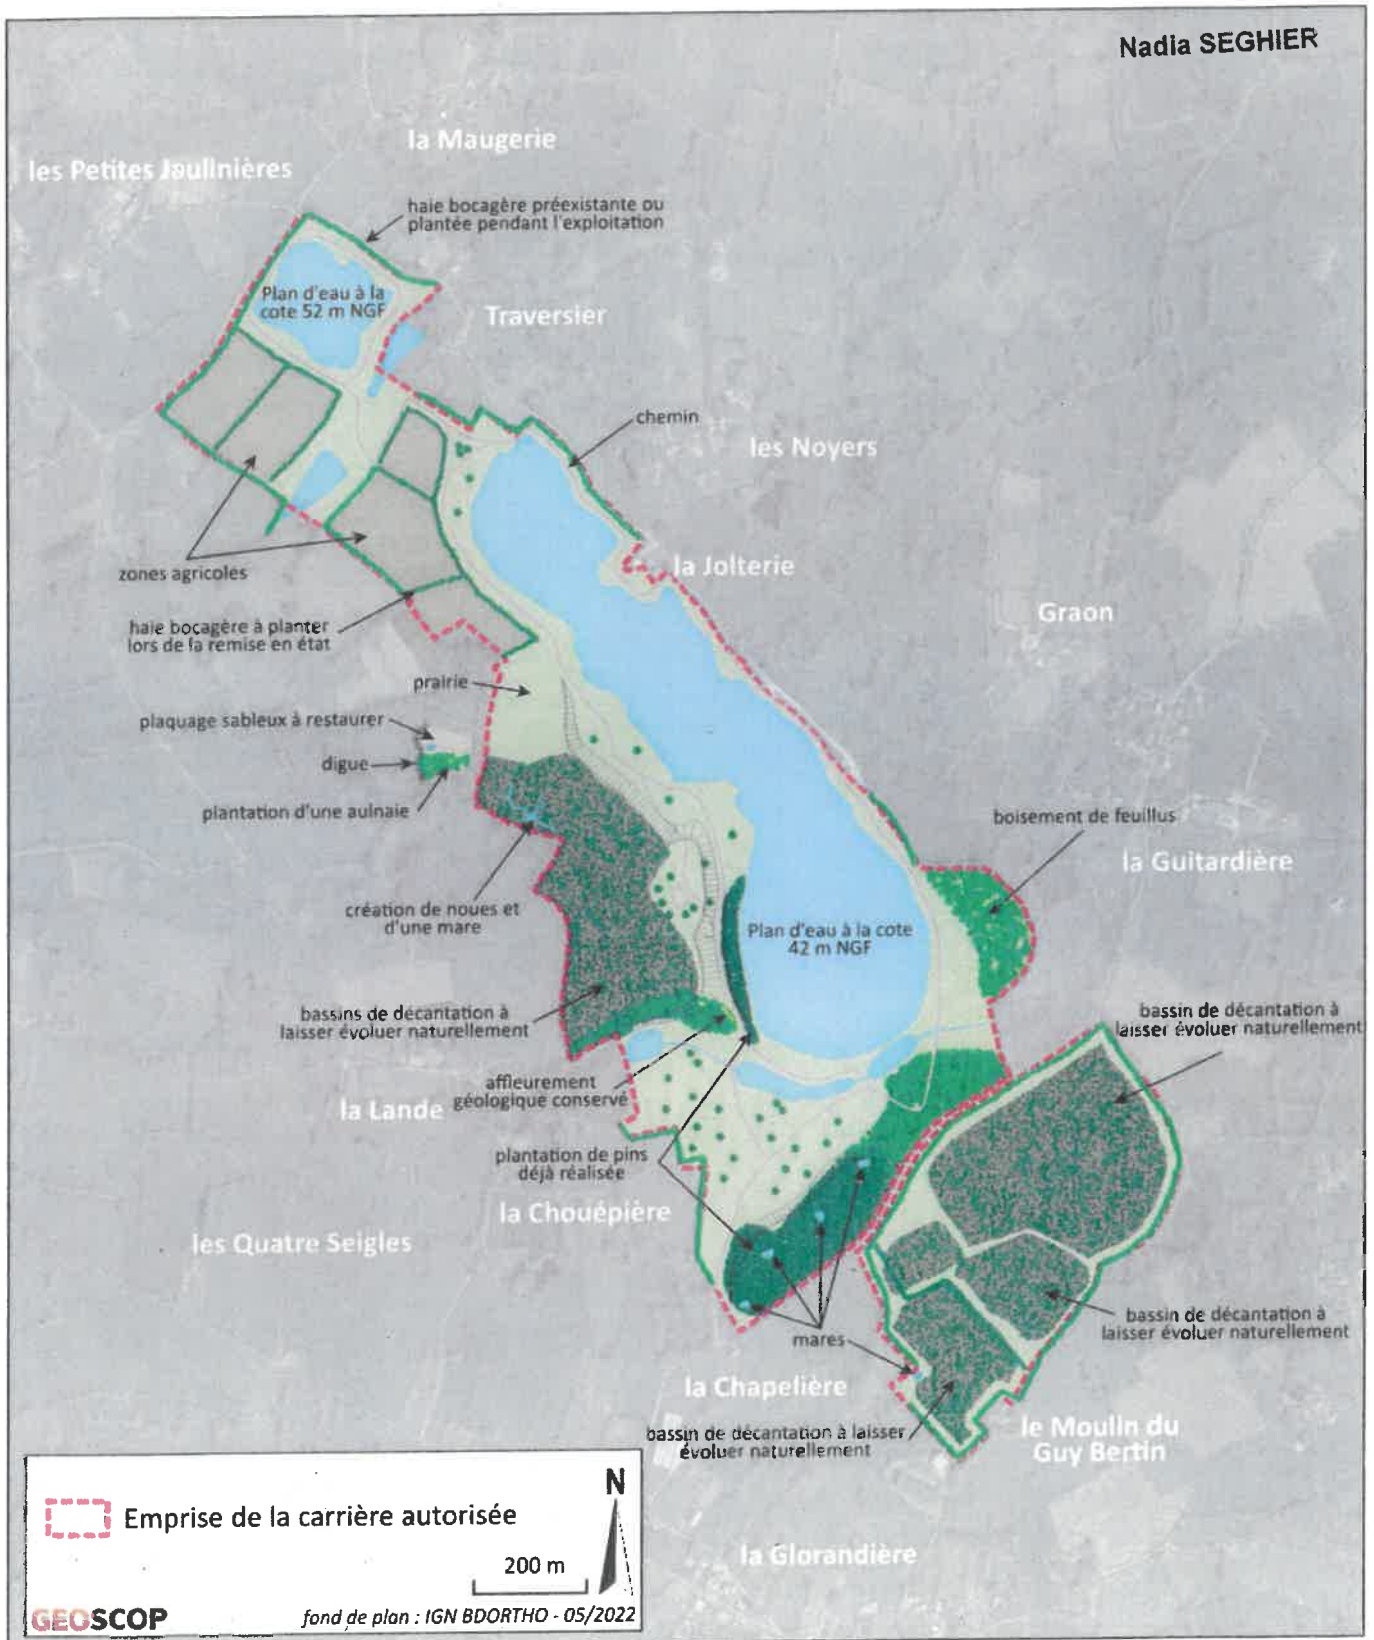 Nadia SEGHIER
la Maugerie
les Petites Jaulinières
haie bocagère préexistante ou
plantée pendant l'exploitation
Plan d'eau à la
cote 52 m NGF
Traversier
chemin
les Noyers
zones agricoles
la Jolterie
Graon
haie bocagère à planter
lors de la remise en état
prairie
plaquage sableux à restaurer
digue
plantation d'une aulnaie
boisement de feuillus
la Guitardière
création de noues et
d'une mare
Plan d'eau à la cote
42 m NGF
bassins de décantation à
laisser évoluer naturellement
bassin de décantation à
laisser évoluer naturellement
affleurement
géologique conservé
la Lande
plantation de pins
déjà réalisée
la Chouépière
les Quatre Seigles
bassin de décantation à
laisser évoluer naturellement
mares
la Chapelière
bassin de décantation à laisser
évoluer naturellement
le Moulin du
Guy Bertin
Emprise de la carrière autorisée
N
200 m
GEOSCOP
fond de plan : IGN BDORTHO - 05/2022
la Glorandière